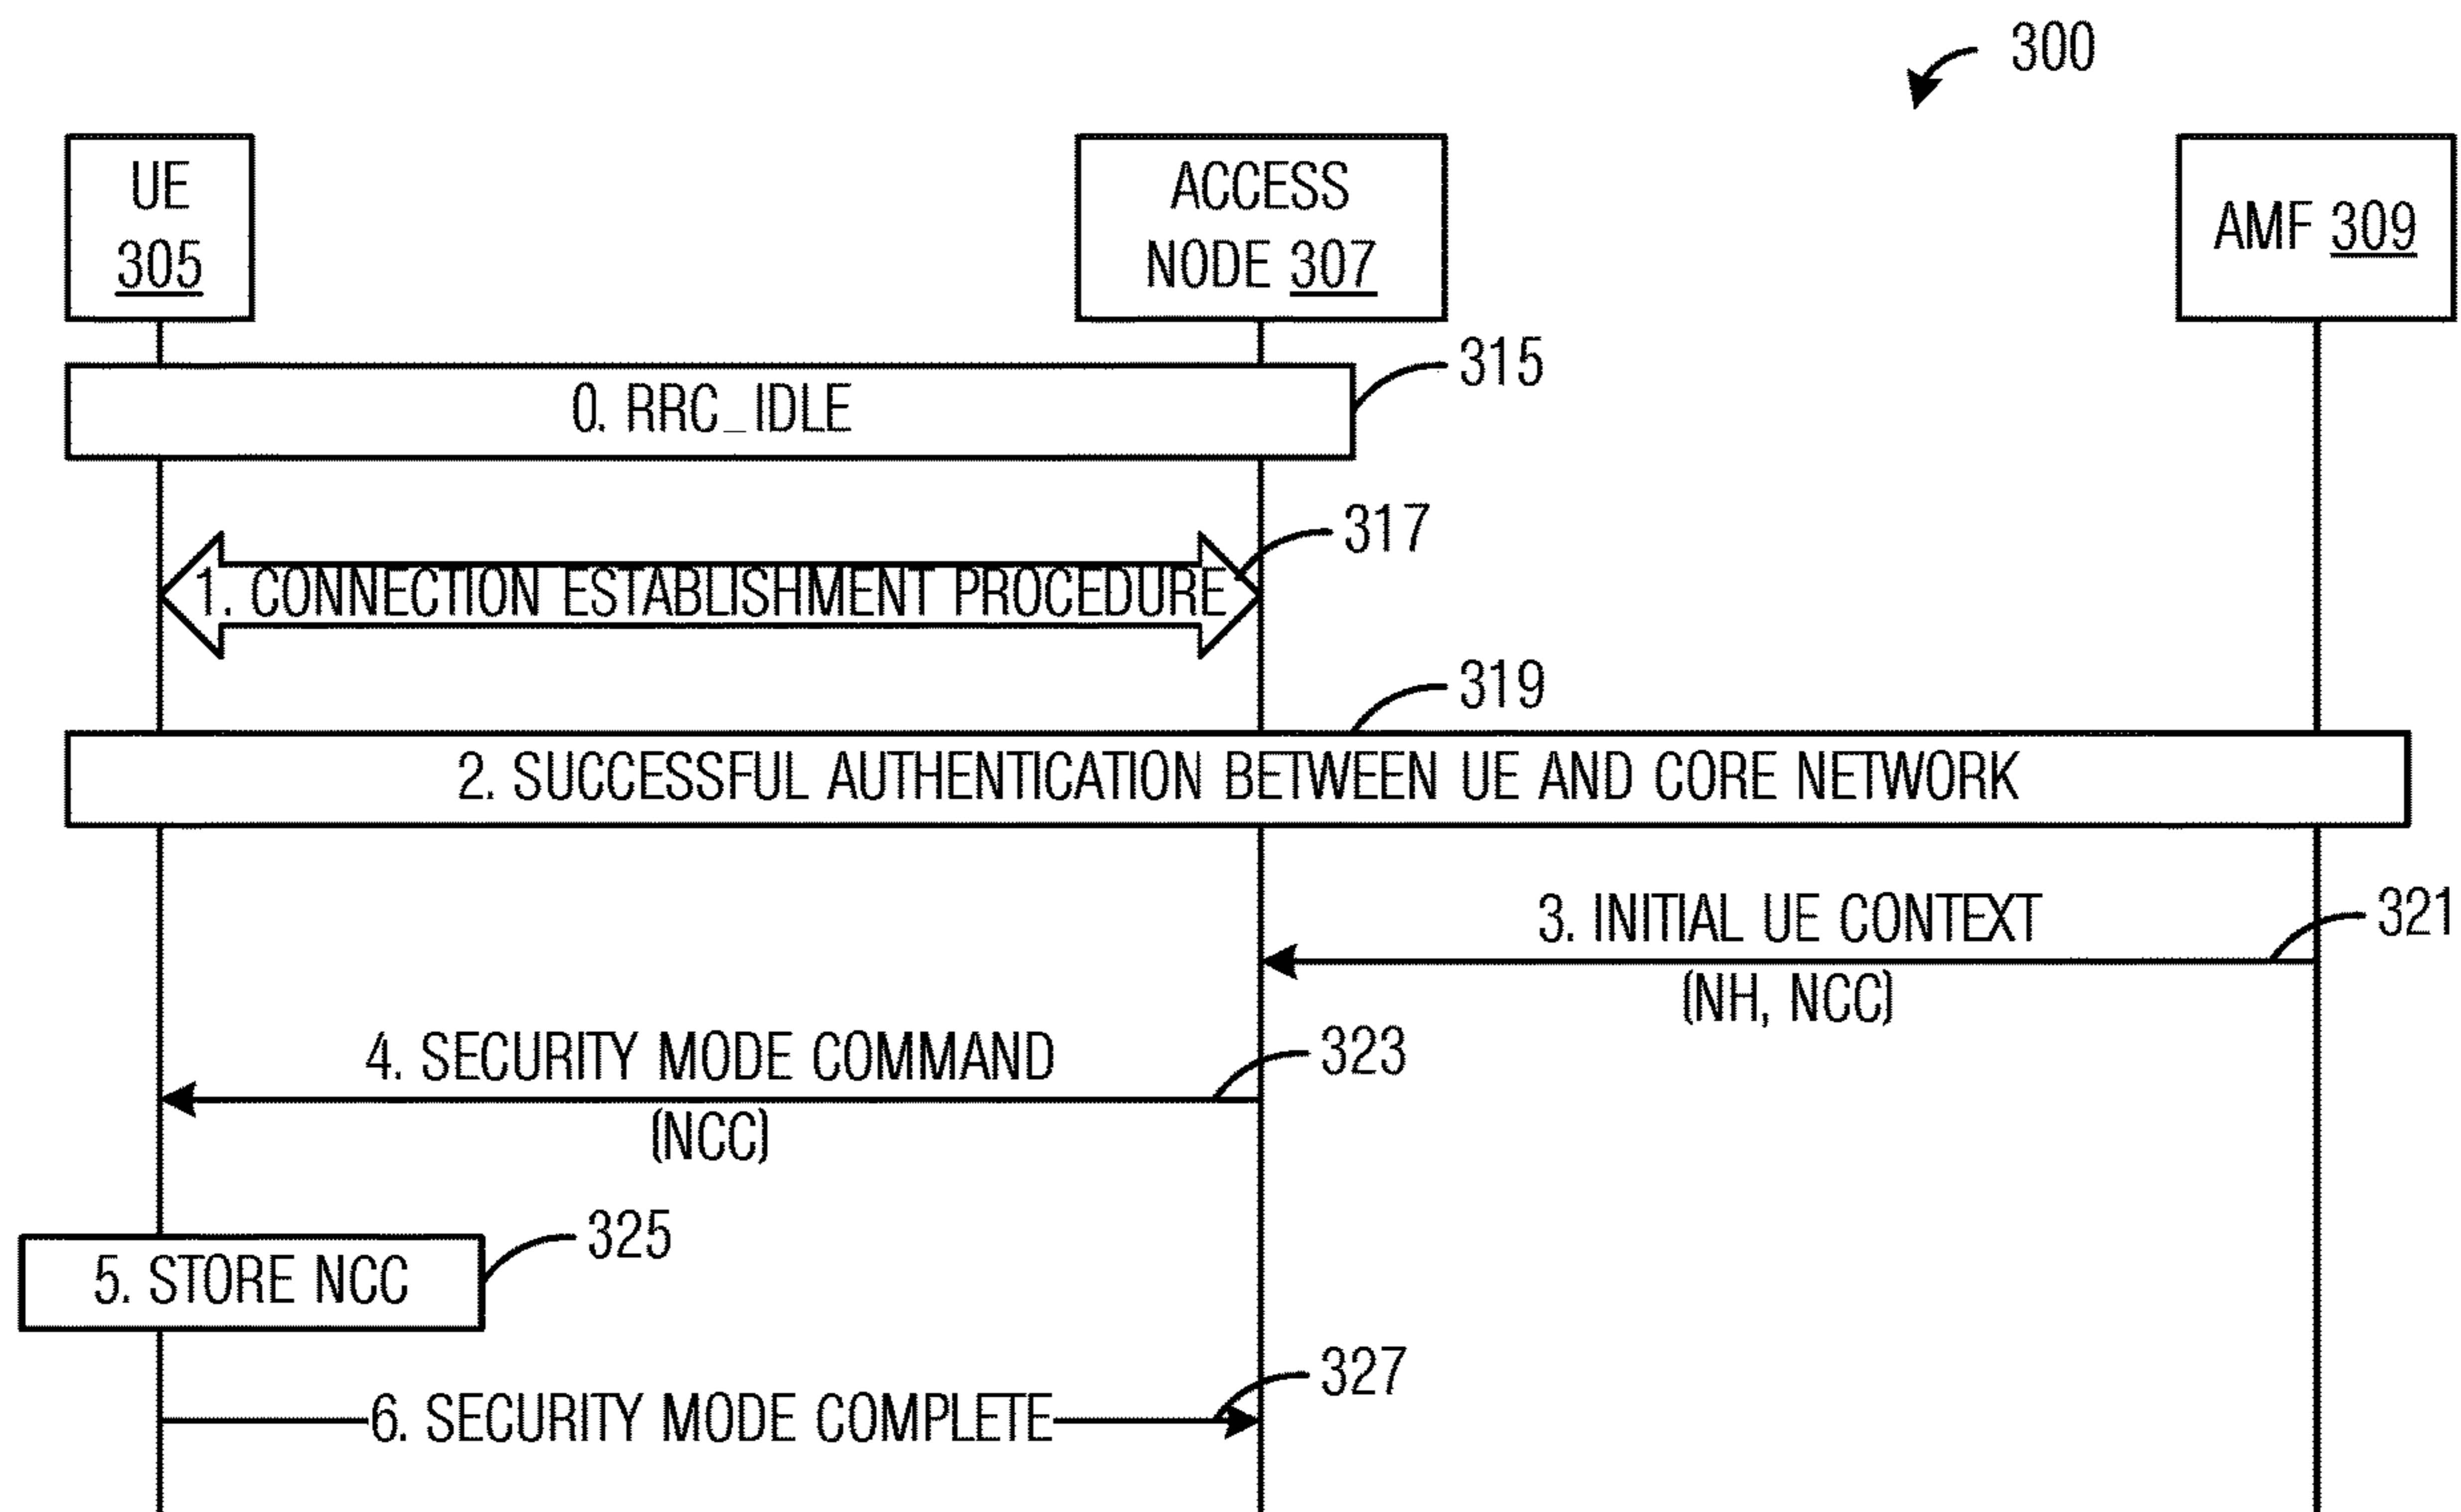 300
UE
305
ACCESS
NODE 307
AMF 309
315
0. RRC_IDLE
317
1. CONNECTION ESTABLISHMENT PROCEDURE
319
2. SUCCESSFUL AUTHENTICATION BETWEEN UE AND CORE NETWORK
3. INITIAL UE CONTEXT
321
(NH, NCC)
4. SECURITY MODE COMMAND
323
(NCC)
325
5. STORE NCC
327
6. SECURITY MODE COMPLETE